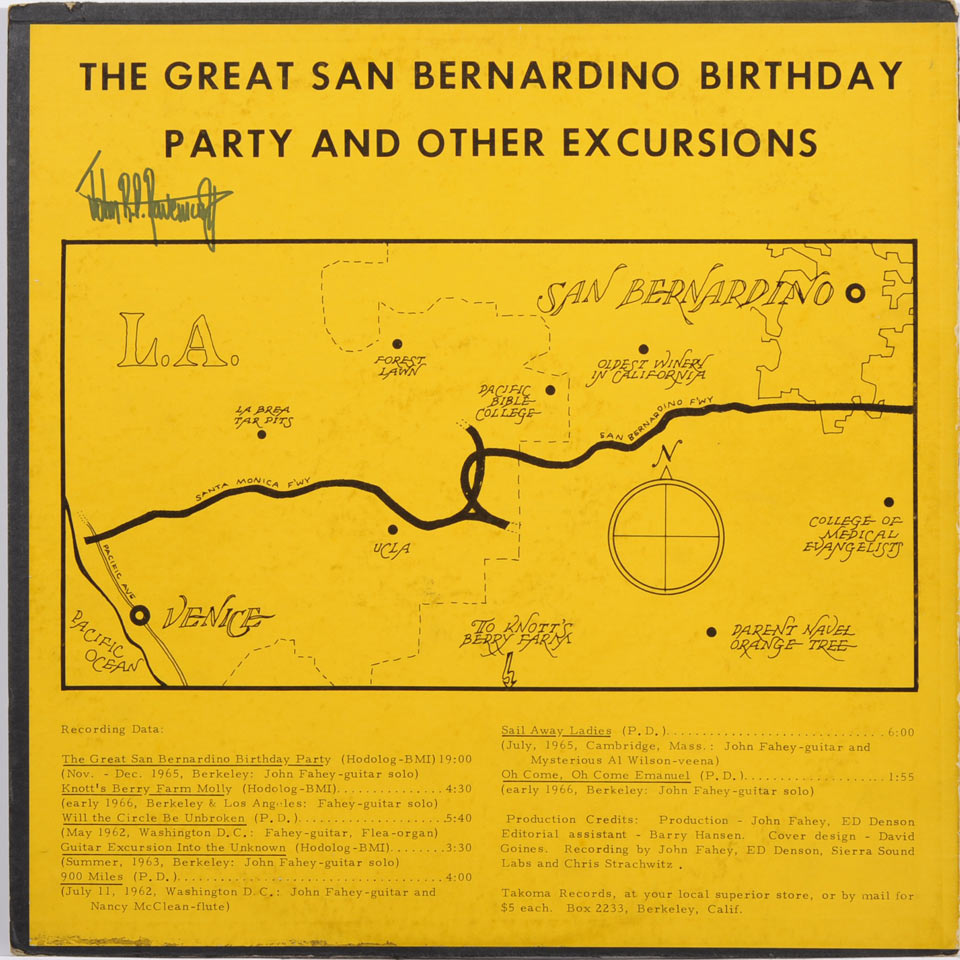 THE GREAT SAN BERNARDINO BIRTHDAY
PARTY AND OTHER EXCURSIONS
John R.P. Ravenscroft
L.A.
SAN BERNARDINO
FOREST
LAWN
OLDEST WINERY
IN CALIFORNIA
PACIFIC
BIBLE
COLLEGE
LA BREA
TAR PITS
SAN BERNARDINO F'WY
N
SANTA MONICA F'WY
UCLA
COLLEGE OF
MEDICAL
EVANGELISTS
PACIFIC AVE
VENICE
PACIFIC
OCEAN
TO KNOTT'S
BERRY FARM
PARENT NAVEL
ORANGE TREE
Recording Data:
The Great San Bernardino Birthday Party (Hodolog-BMI) 19:00
(Nov. - Dec. 1965, Berkeley: John Fahey-guitar solo)
Knott's Berry Farm Molly (Hodolog-BMI)..............4:30
(early 1966, Berkeley & Los Angeles: Fahey-guitar solo)
Will the Circle Be Unbroken (P.D.)....................5:40
(May 1962, Washington D.C.: Fahey-guitar, Flea-organ)
Guitar Excursion Into the Unknown (Hodolog-BMI)........3:30
(Summer, 1963, Berkeley: John Fahey-guitar solo)
900 Miles (P.D.)....................................4:00
(July 11, 1962, Washington D.C.: John Fahey-guitar and
Nancy McClean-flute)
Sail Away Ladies (P.D.)..............................6:00
(July, 1965, Cambridge, Mass.: John Fahey-guitar and
Mysterious Al Wilson-veena)
Oh Come, Oh Come Emanuel (P.D.)....................1:55
(early 1966, Berkeley: John Fahey-guitar solo)
Production Credits: Production - John Fahey, ED Denson
Editorial assistant - Barry Hansen. Cover design - David
Goines. Recording by John Fahey, ED Denson, Sierra Sound
Labs and Chris Strachwitz .
Takoma Records, at your local superior store, or by mail for
$5 each. Box 2233, Berkeley, Calif.